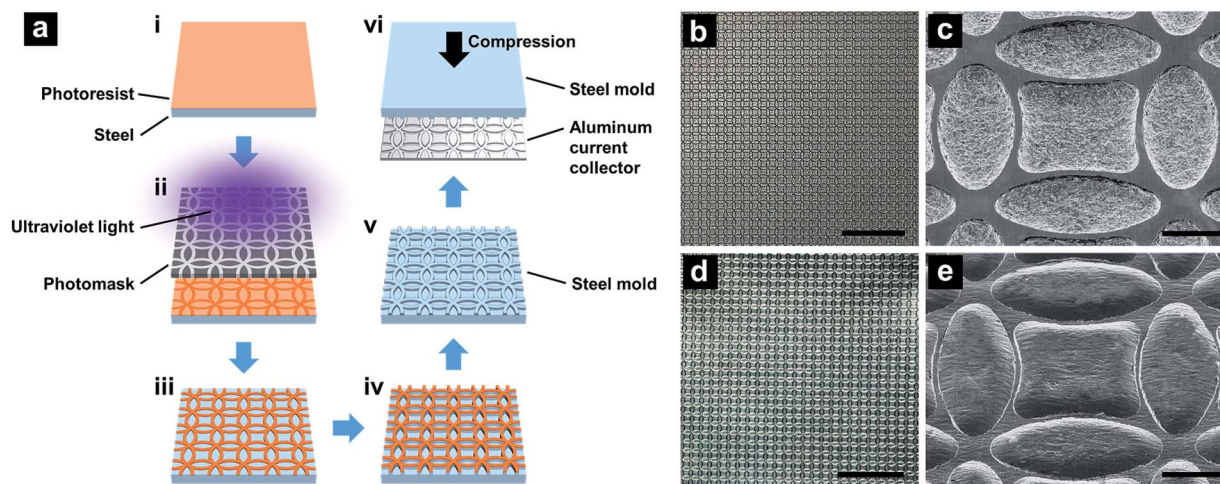 a
i
Photoresist
Steel
ii
Ultraviolet light
Photomask
iii
iv
v
Steel mold
vi
Compression
Steel mold
Aluminum
current
collector
b
c
d
e